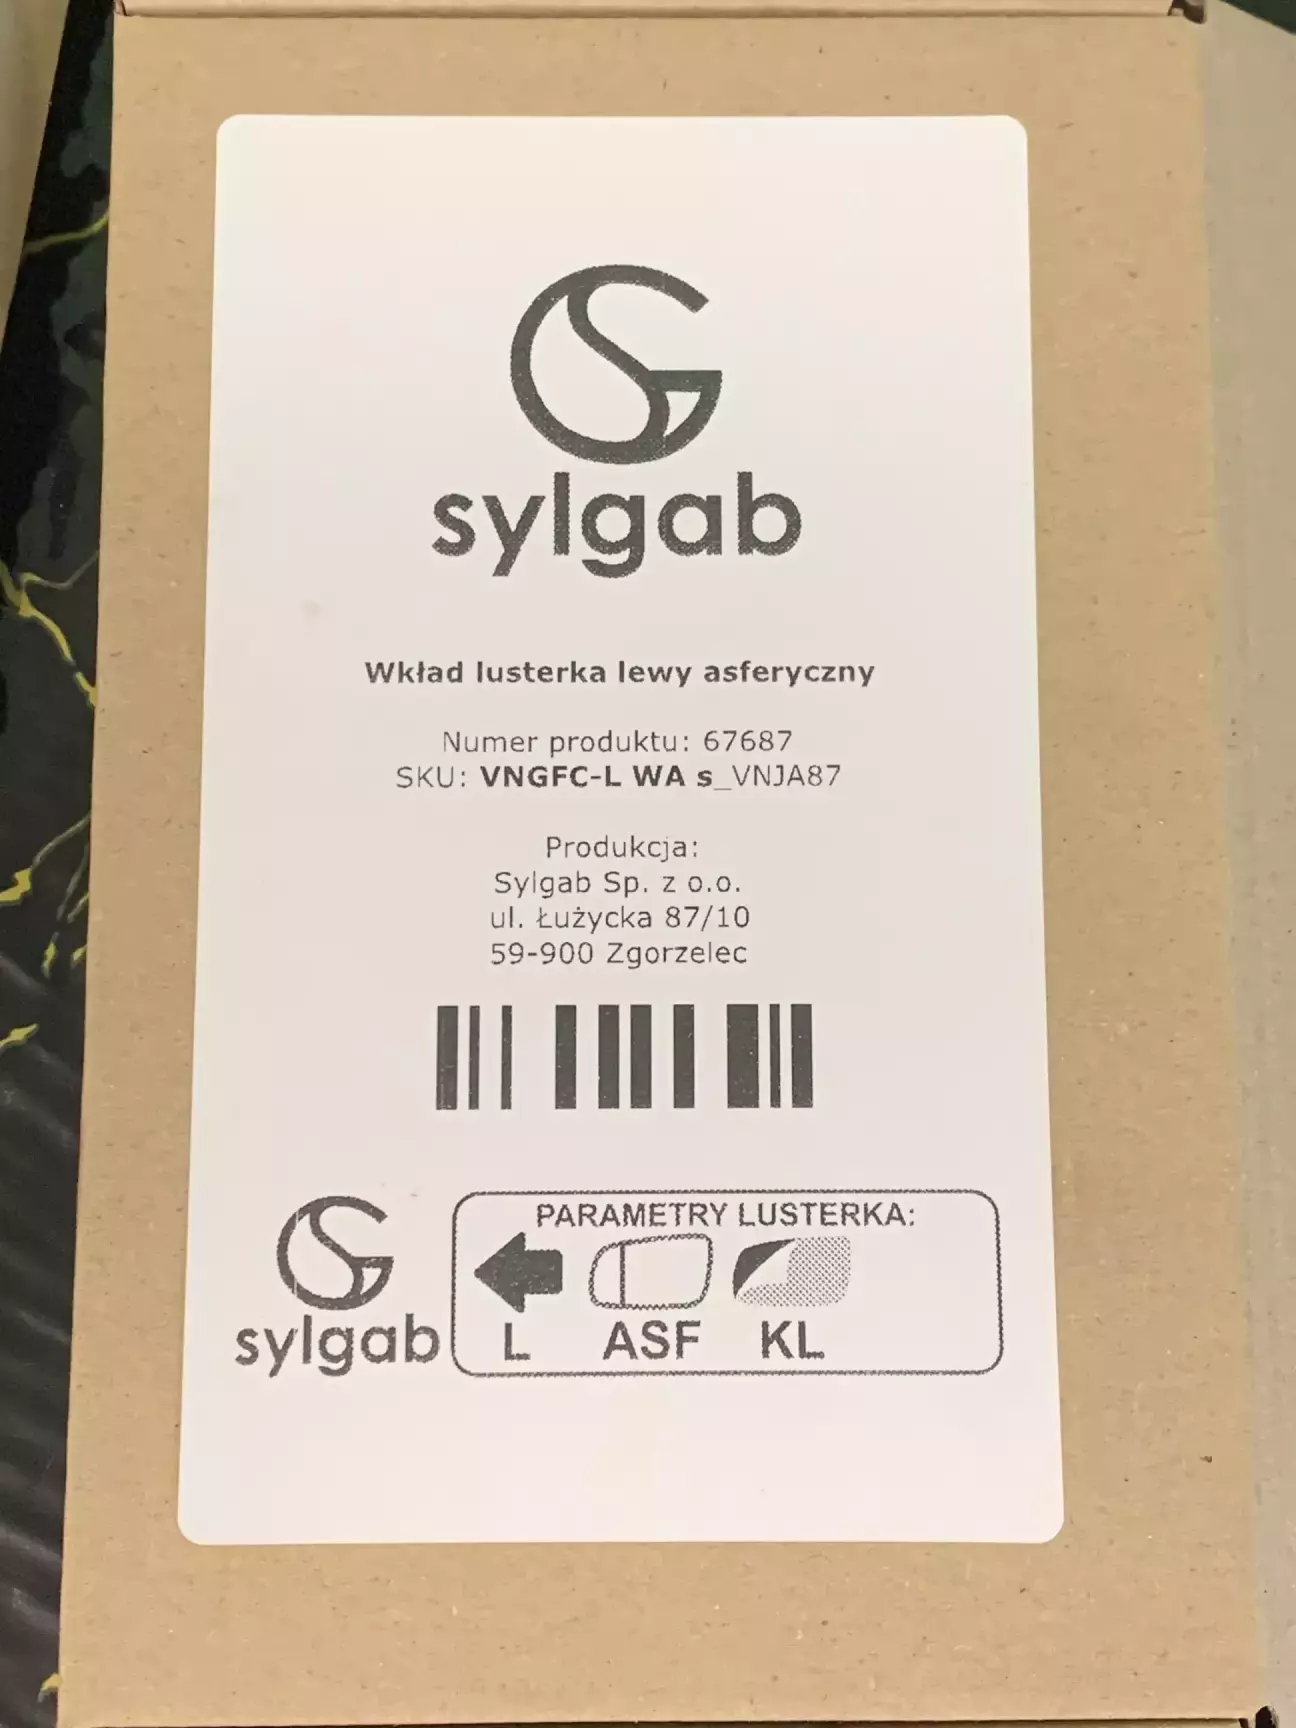 sylgab
Wkład lusterka lewy asferyczny
Numer produktu: 67687
SKU: VNGFC-L WA s_VNJA87
Produkcja:
Sylgab Sp. z o.o.
ul. Łużycka 87/10
59-900 Zgorzelec
sylgab
PARAMETRY LUSTERKA:
L ASF KL